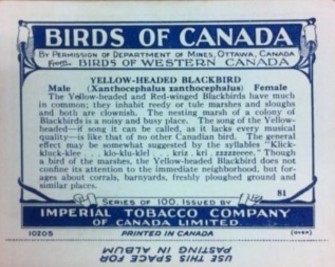 BIRDS OF CANADA
BY PERMISSION OF DEPARTMENT OF MINES, OTTAWA, CANADA
From BIRDS OF WESTERN CANADA
YELLOW-HEADED BLACKBIRD
Male (Xanthocephalus xanthocephalus) Female
The Yellow-headed and Red-winged Blackbirds have much
in common; they inhabit reedy or tule marshes and sloughs
and both are clownish. The nesting marsh of a colony of
Blackbirds is a noisy and busy place. The song of the Yellow-
headed—if song it can be called, as it lacks every musical
quality—is like that of no other Canadian bird. The general
effect may be somewhat suggested by the syllables "Klick-
kluck-klee . . . klo-klu-klel . . . kriz . kri zzzzzeeee." Though
a bird of the marshes, the Yellow-headed Blackbird does not
confine its attention to the immediate neighborhood, but for-
ages about corrals, barnyards, freshly ploughed ground and
similar places.
81
SERIES OF 100. ISSUED BY
IMPERIAL TOBACCO COMPANY
OF CANADA LIMITED.
10205 PRINTED IN CANADA (OVER)
USE THIS SPACE FOR
PASTING IN ALBUM